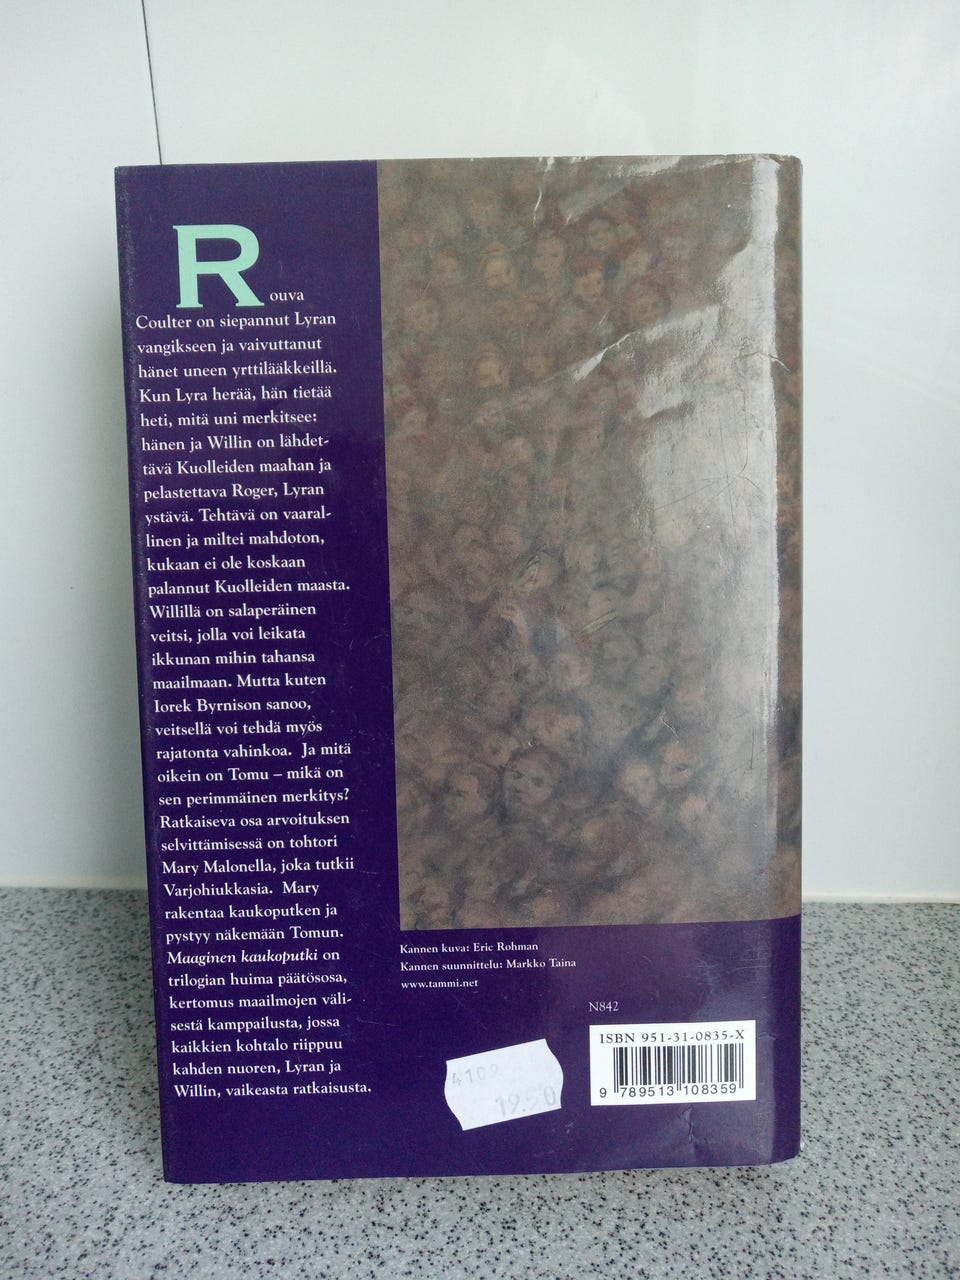 Rouva
Coulter on siepannut Lyran
vangikseen ja vaivuttanut
hänet uneen yrttilääkkeillä.
Kun Lyra herää, hän tietää
heti, mitä uni merkitsee:
hänen ja Willin on lähdet-
tävä Kuolleiden maahan ja
pelastettava Roger, Lyran
ystävä. Tehtävä on vaaral-
linen ja miltei mahdoton,
kukaan ei ole koskaan
palannut Kuolleiden maasta.
Willillä on salaperäinen
veitsi, jolla voi leikata
ikkunan mihin tahansa
maailmaan. Mutta kuten
Iorek Byrnison sanoo,
veitsellä voi tehdä myös
rajatonta vahinkoa. Ja mitä
oikein on Tomu – mikä on
sen perimmäinen merkitys?
Ratkaiseva osa arvoituksen
selvittämisessä on tohtori
Mary Malonella, joka tutkii
Varjohiukkasia. Mary
rakentaa kaukoputken ja
pystyy näkemään Tomun.
Maaginen kaukoputki on
trilogian huima päätösosa,
kertomus maailmojen väli-
sestä kamppailusta, jossa
kaikkien kohtalo riippuu
kahden nuoren, Lyran ja
Willin, vaikeasta ratkaisusta.
Kannen kuva: Eric Rohman
Kannen suunnittelu: Markko Taina
www.tammi.net
N842
ISBN 951-31-0835-X
9 789513 108359
19.50